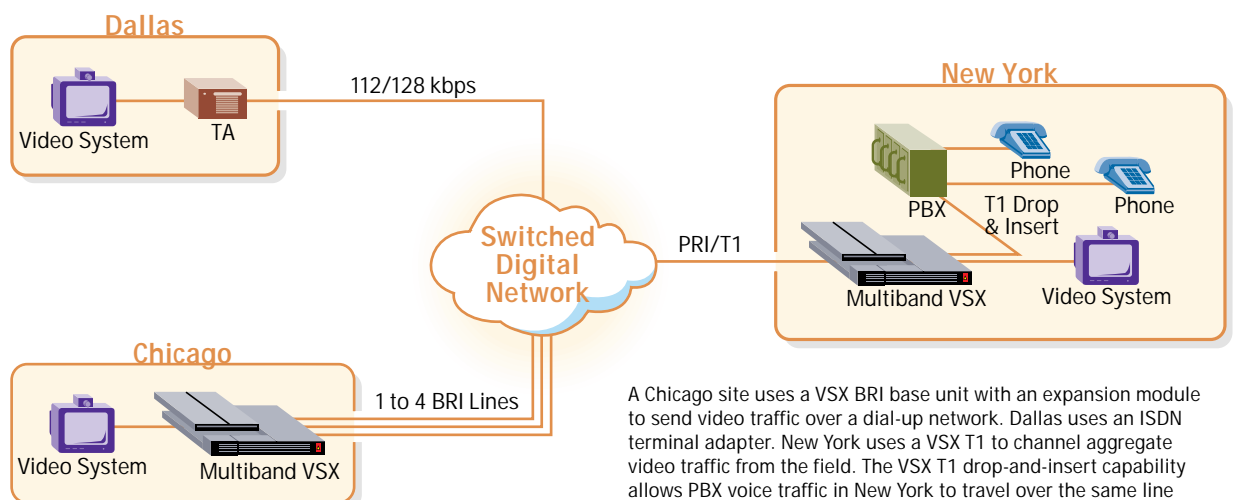 Dallas
Video System
TA
112/128 kbps
New York
PBX
Phone
Phone
T1 Drop
& Insert
Multiband VSX
Video System
Switched
Digital
Network
PRI/T1
Chicago
Video System
Multiband VSX
1 to 4 BRI Lines
A Chicago site uses a VSX BRI base unit with an expansion module
to send video traffic over a dial-up network. Dallas uses an ISDN
terminal adapter. New York uses a VSX T1 to channel aggregate
video traffic from the field. The VSX T1 drop-and-insert capability
allows PBX voice traffic in New York to travel over the same line